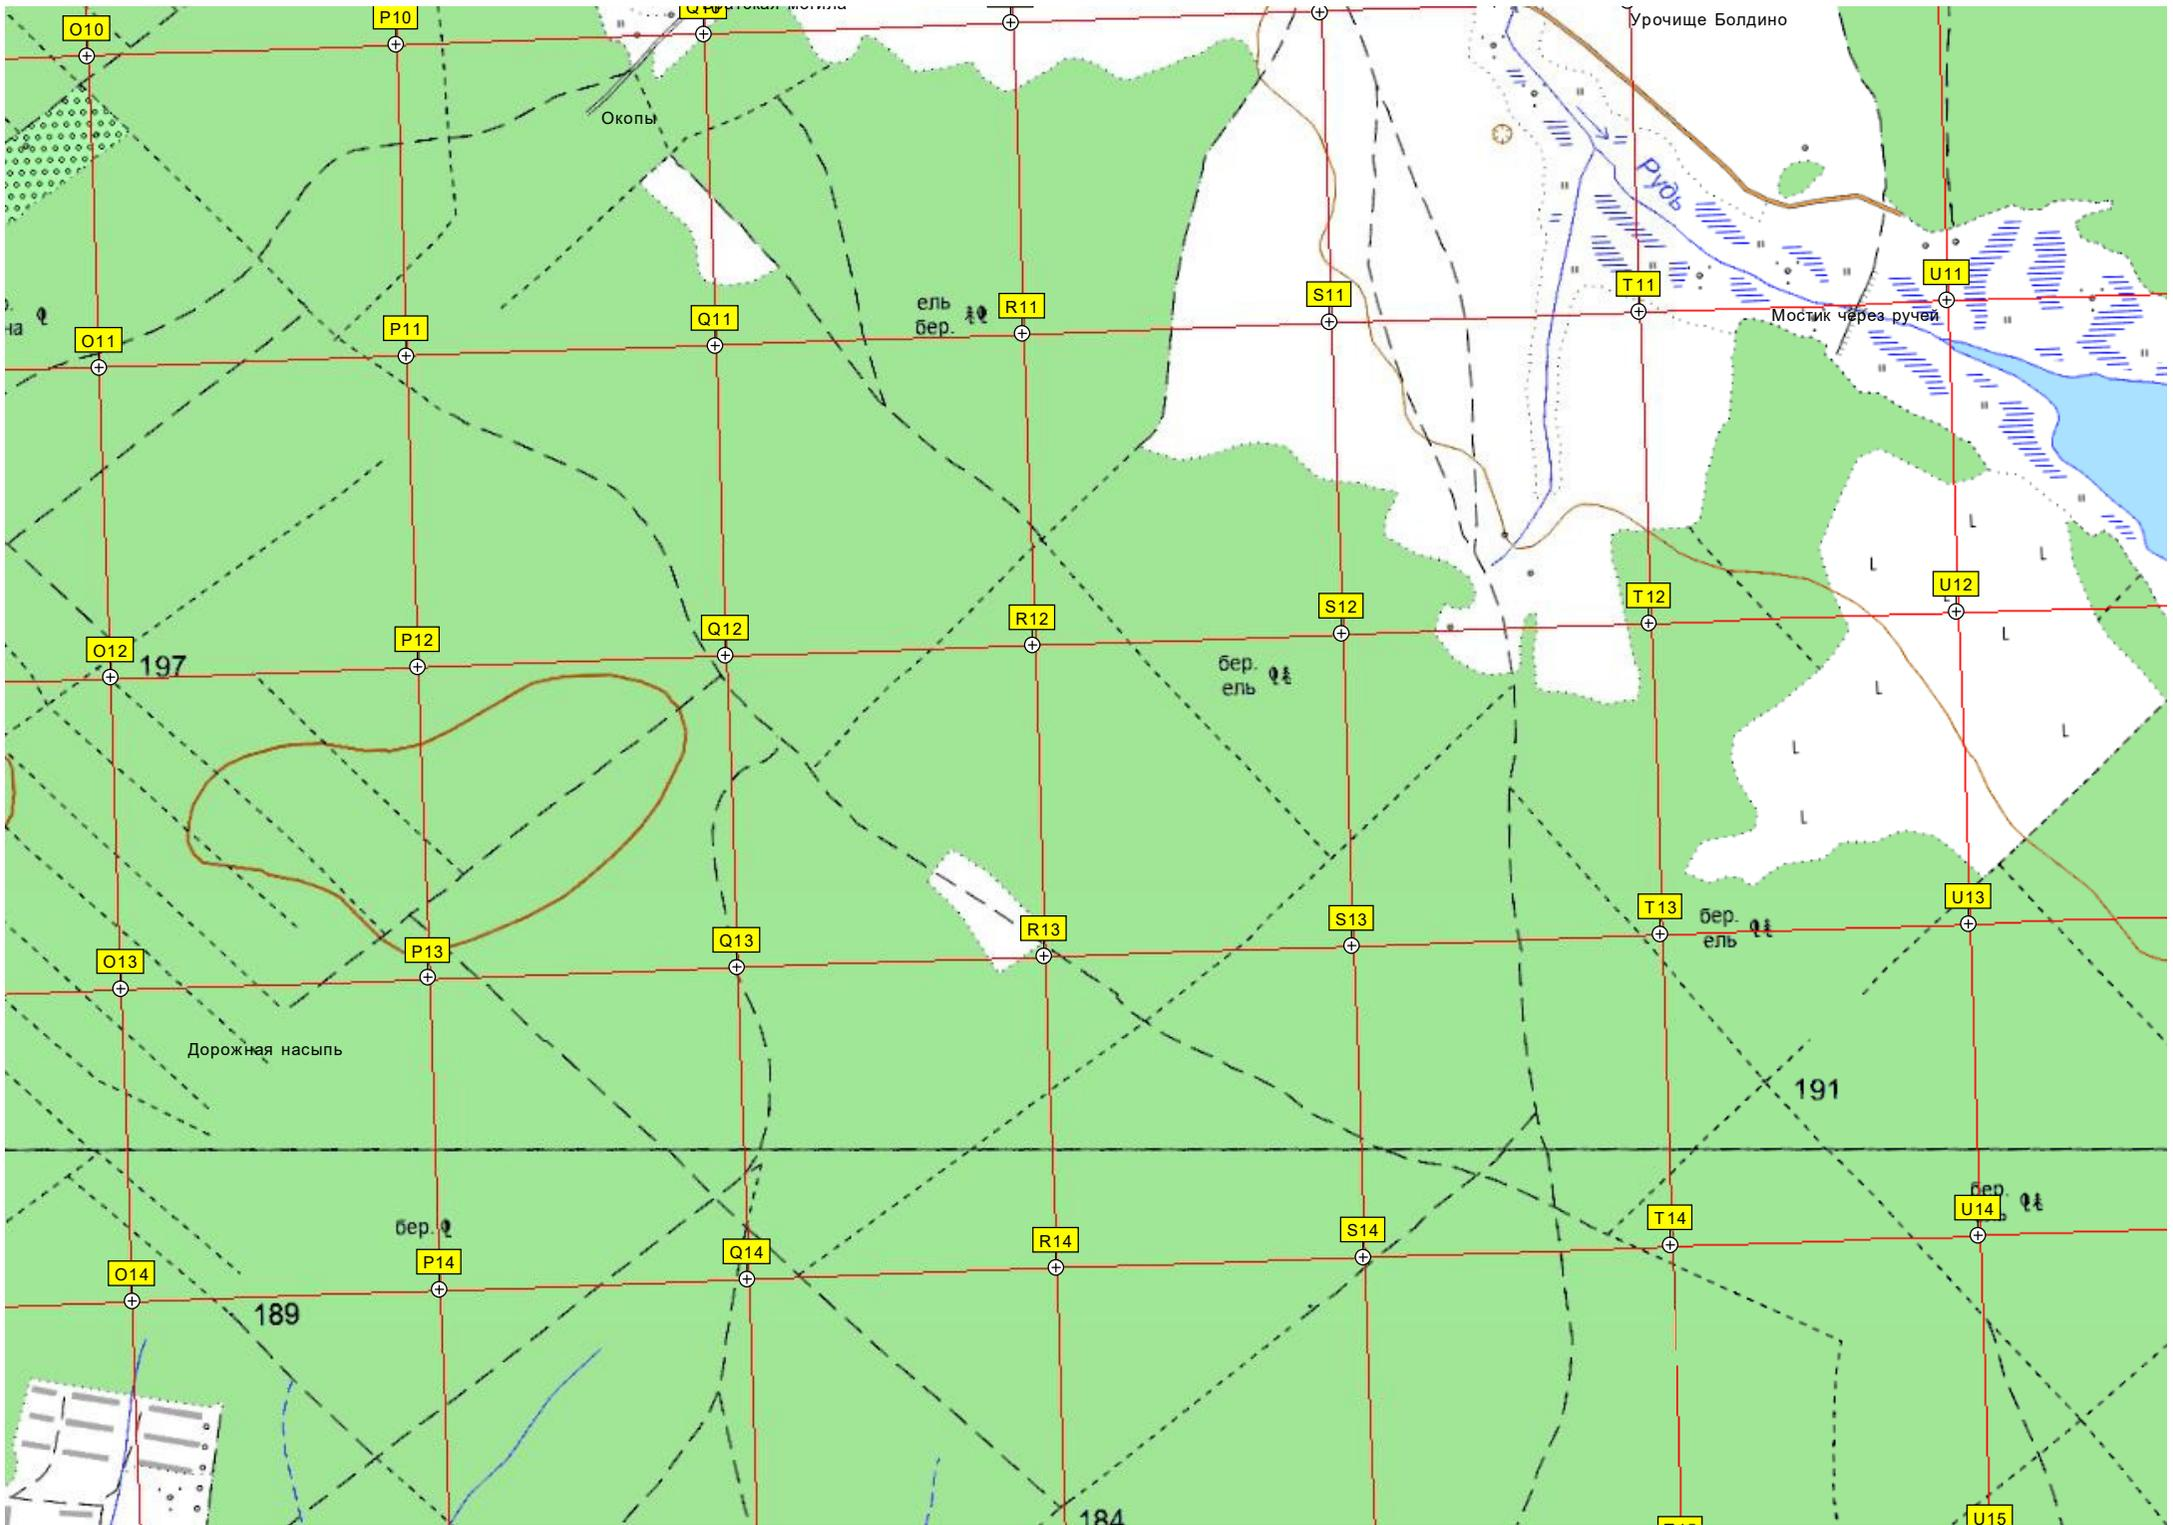 P10
O10
Урочище Болдино
Окопы
Рудь
U11
T11
S11
ель
бер.
R11
Мостик через ручей
Q11
P11
O11
U12
T12
S12
R12
Q12
P12
O12
197
бер.
ель
U13
T13
бер.
ель
S13
R13
Q13
P13
O13
Дорожная насыпь
191
бер.
U14
T14
S14
R14
Q14
бер.
P14
O14
189
184
U15